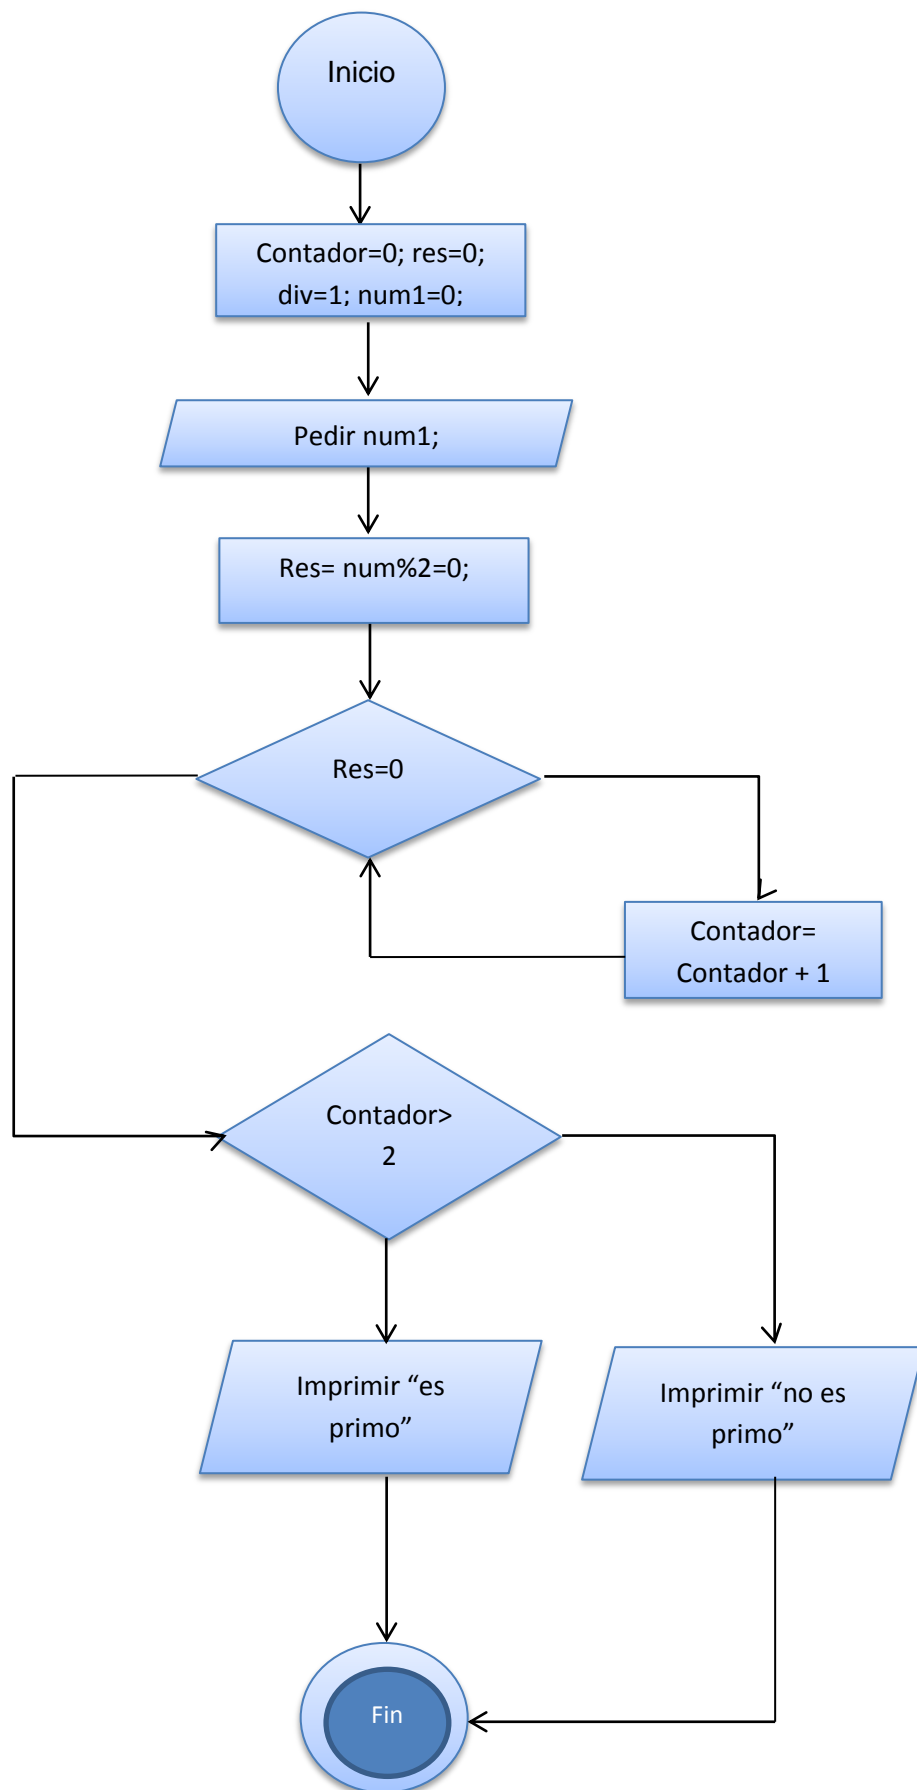 Inicio
Contador=0; res=0;
div=1; num1=0;
Pedir num1;
Res= num%2=0;
Res=0
Contador=
Contador + 1
Contador>
2
Imprimir “es
primo”
Imprimir “no es
primo”
Fin